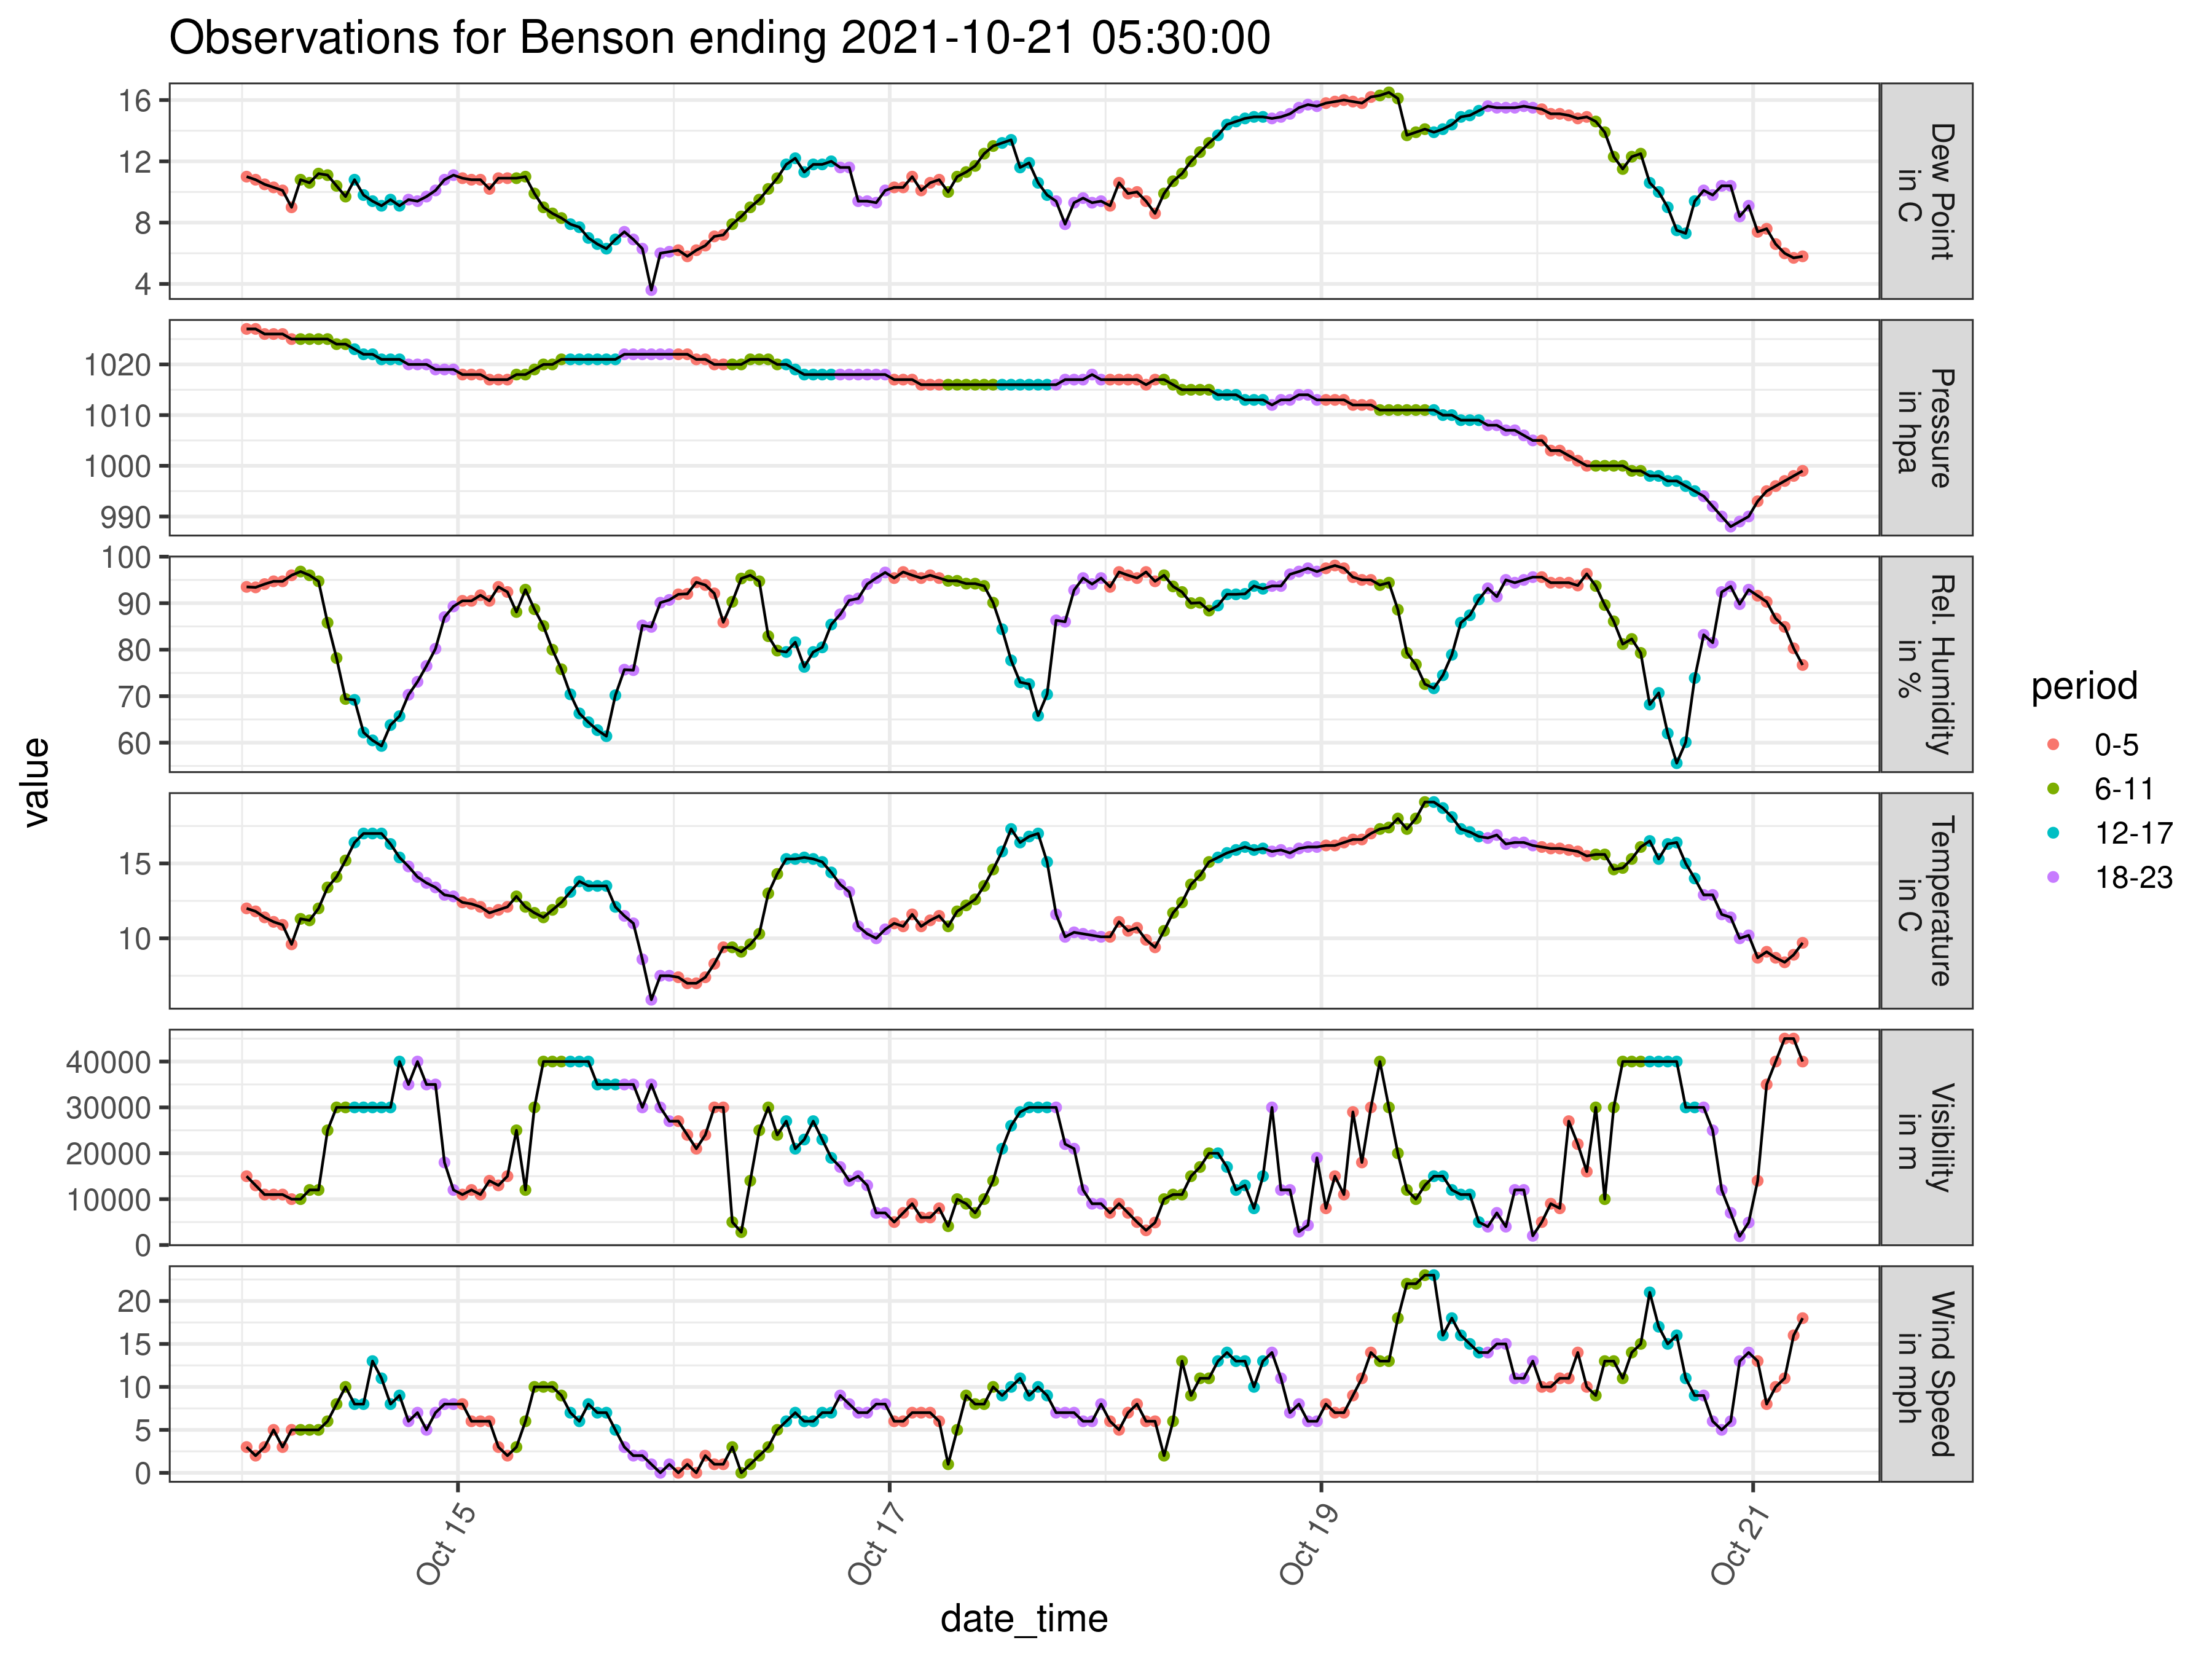 Observations for Benson ending 2021-10-21 05:30:00
16
12
8
4
Dew Point
in C
1020
1010
1000
990
Pressure
in hpa
100
90
80
70
60
Rel. Humidity
in %
15
10
Temperature
in C
40000
30000
20000
10000
0
Visibility
in m
20
15
10
5
0
Wind Speed
in mph
Oct 15
Oct 17
Oct 19
Oct 21
date_time
value
period
0-5
6-11
12-17
18-23